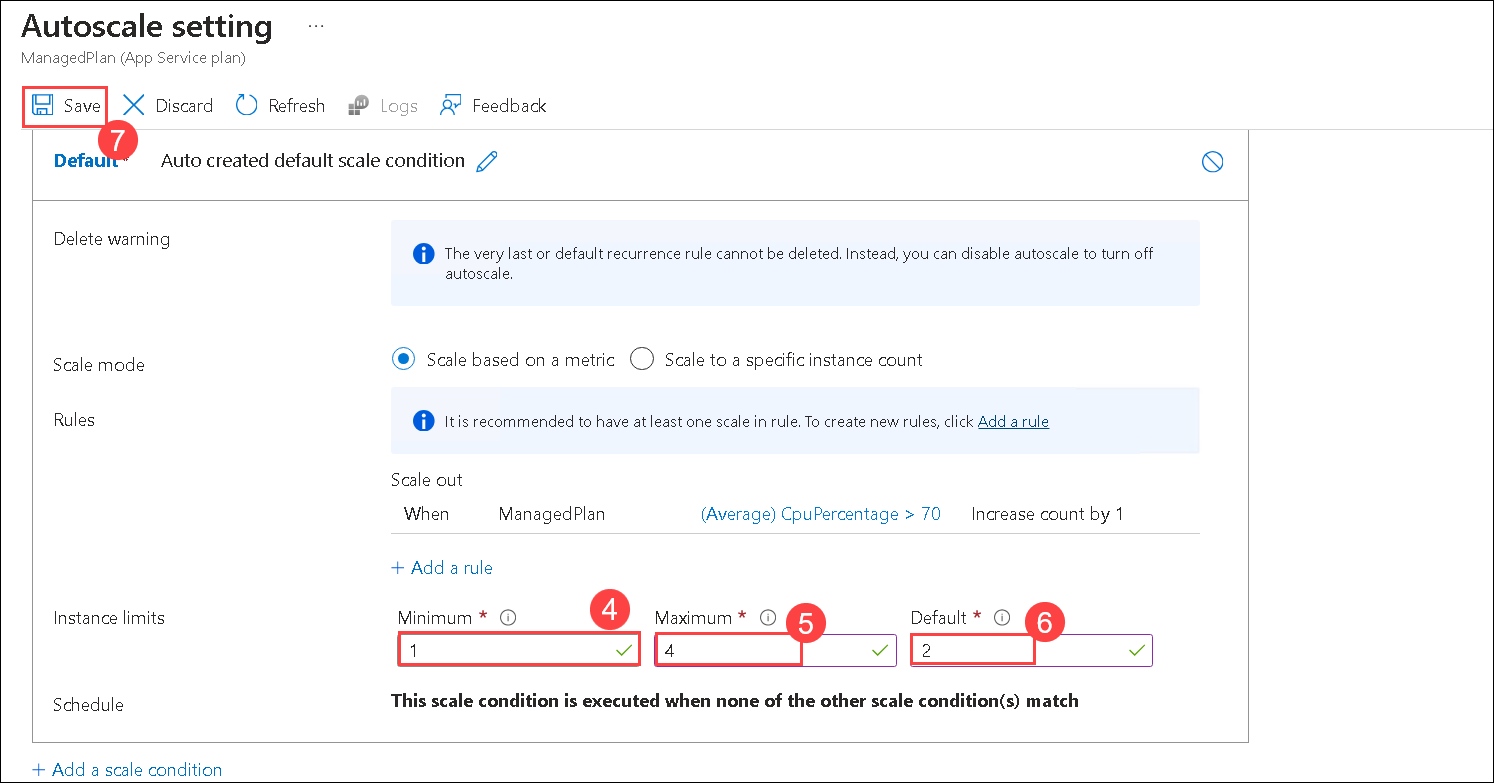 Autoscale setting ...
ManagedPlan (App Service plan)
Save Discard Refresh Logs Feedback
7
Default * Auto created default scale condition
Delete warning
The very last or default recurrence rule cannot be deleted. Instead, you can disable autoscale to turn off
autoscale.
Scale mode
Scale based on a metric Scale to a specific instance count
Rules
It is recommended to have at least one scale in rule. To create new rules, click Add a rule
Scale out
When ManagedPlan (Average) CpuPercentage > 70 Increase count by 1
+ Add a rule
Instance limits
Minimum * 4 Maximum * 5 Default * 6
1 4 2
Schedule
This scale condition is executed when none of the other scale condition(s) match
+ Add a scale condition